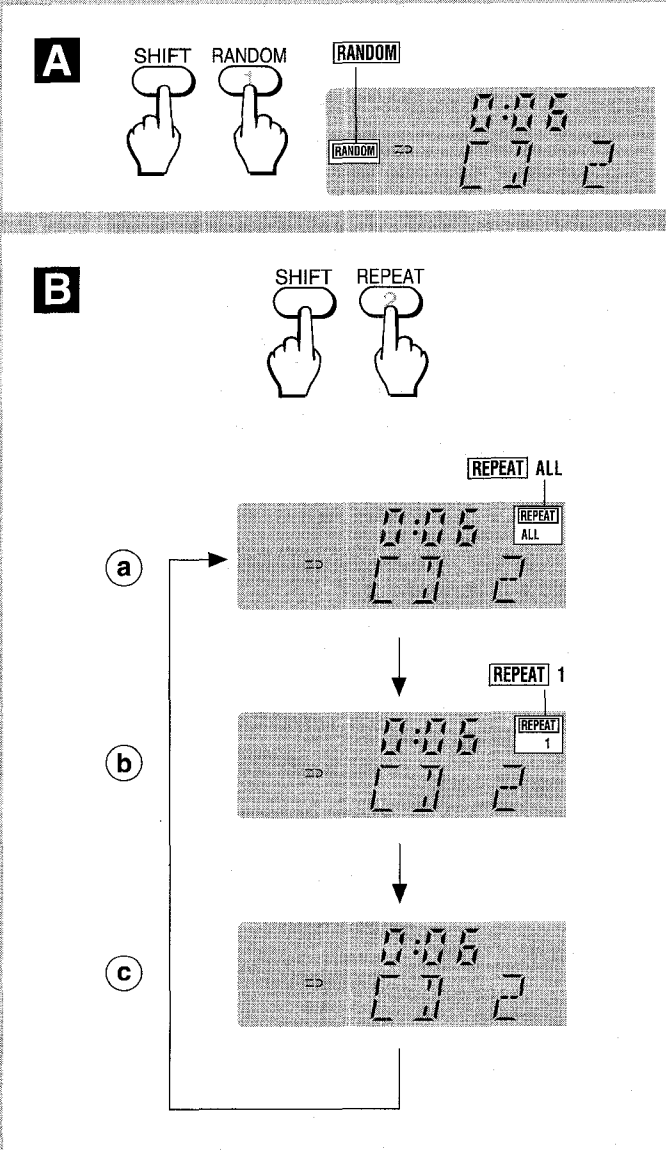 A
SHIFT RANDOM
1
RANDOM
0:06
RANDOM
CD 2
B
SHIFT REPEAT
2
REPEAT ALL
0:06 REPEAT
ALL
a
CD 2
REPEAT 1
0:06 REPEAT
1
b
CD 2
0:06
c
CD 2